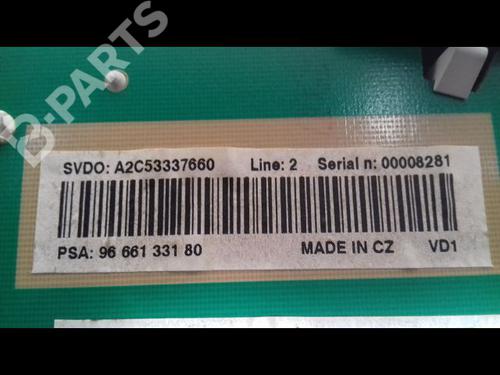 B-PARTS
SVDO: A2C53337660 Line: 2 Serial n: 00008281
PSA: 96 661 331 80 MADE IN CZ VD1